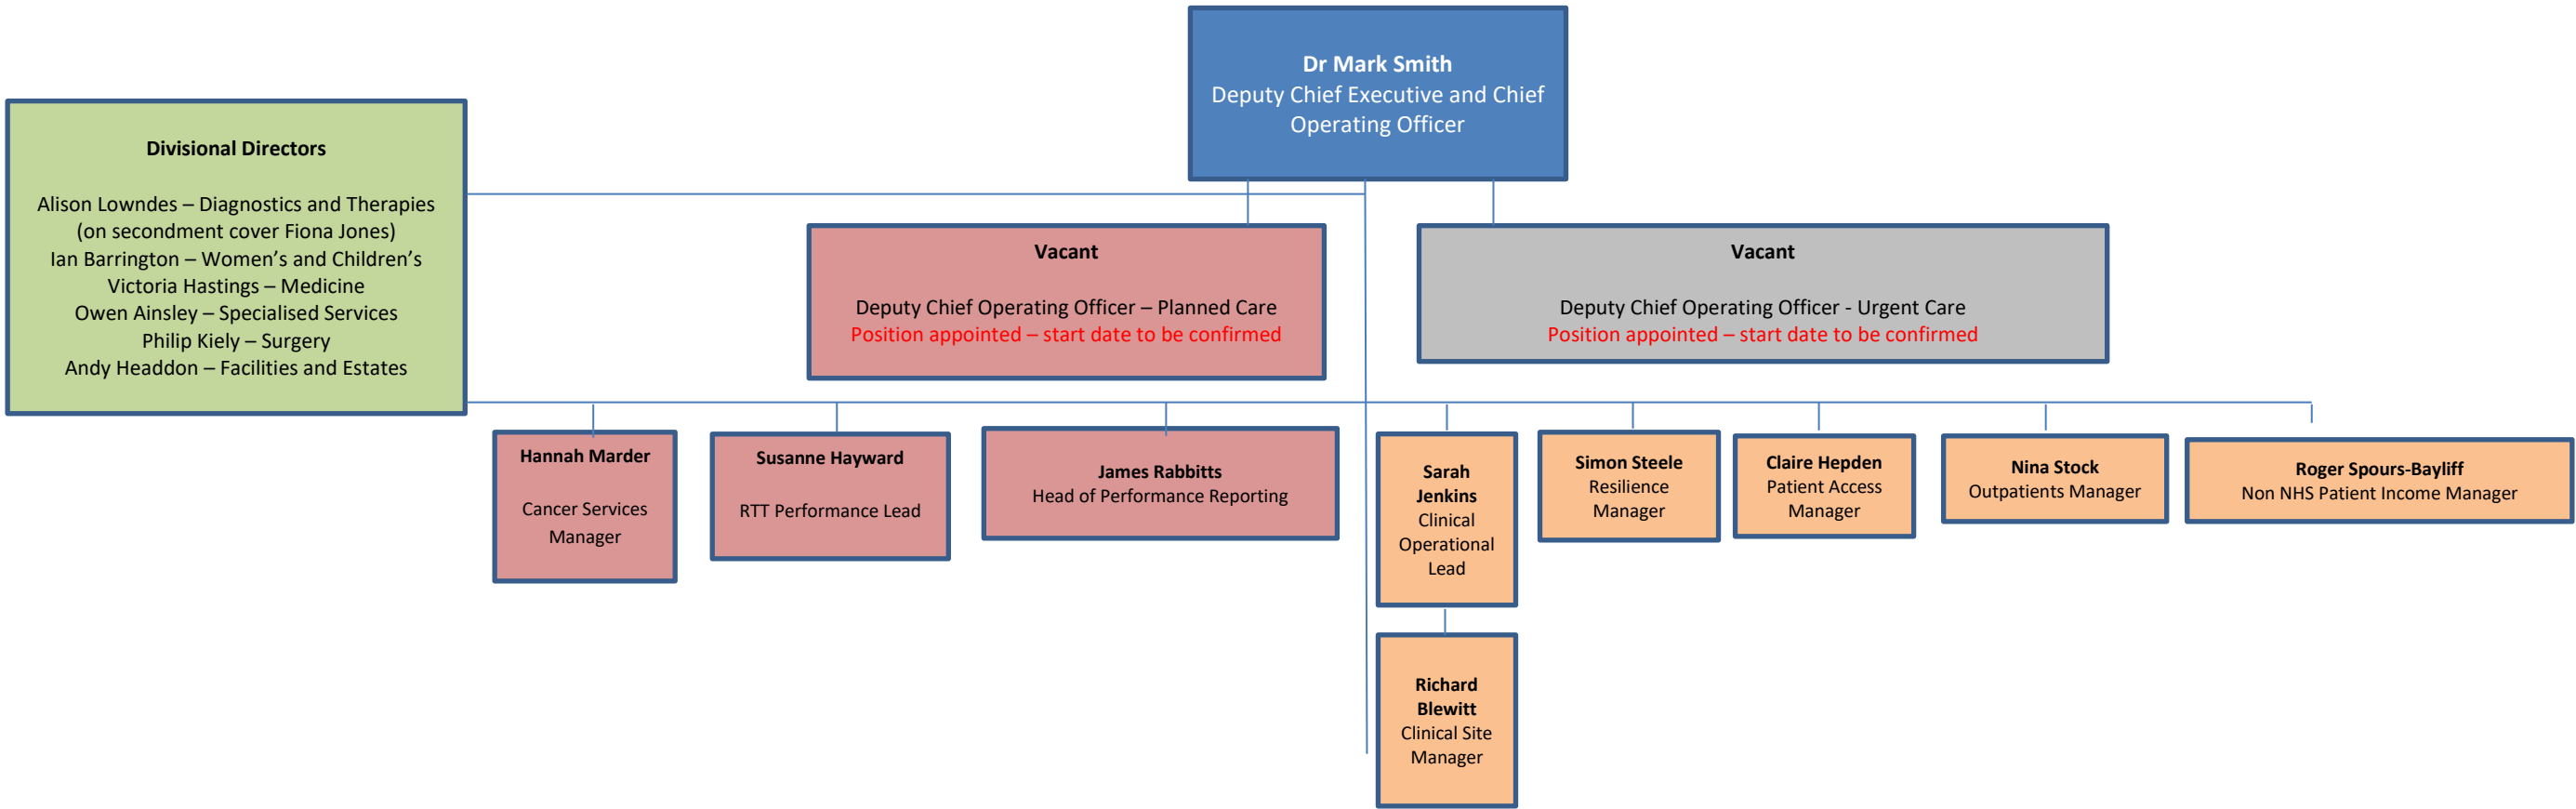 Dr Mark Smith
Deputy Chief Executive and Chief
Operating Officer
Divisional Directors
Alison Lowndes – Diagnostics and Therapies
(on secondment cover Fiona Jones)
Ian Barrington – Women’s and Children’s
Victoria Hastings – Medicine
Owen Ainsley – Specialised Services
Philip Kiely – Surgery
Andy Headdon – Facilities and Estates
Vacant
Deputy Chief Operating Officer – Planned Care
Position appointed – start date to be confirmed
Vacant
Deputy Chief Operating Officer - Urgent Care
Position appointed – start date to be confirmed
Hannah Marder
Cancer Services
Manager
Susanne Hayward
RTT Performance Lead
James Rabbitts
Head of Performance Reporting
Sarah
Jenkins
Clinical
Operational
Lead
Simon Steele
Resilience
Manager
Claire Hepden
Patient Access
Manager
Nina Stock
Outpatients Manager
Roger Spours-Bayliff
Non NHS Patient Income Manager
Richard
Blewitt
Clinical Site
Manager